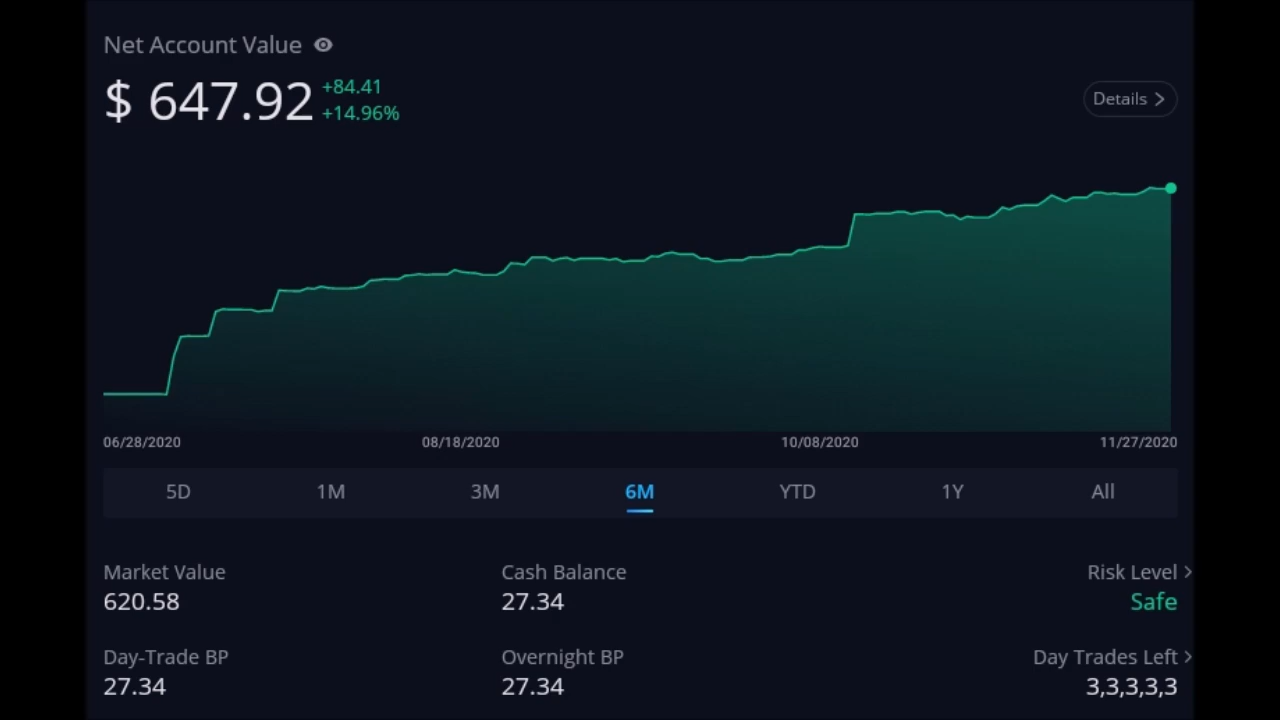 Net Account Value
$ 647.92 +84.41
+14.96%
Details >
06/28/2020 08/18/2020 10/08/2020 11/27/2020
5D 1M 3M 6M YTD 1Y All
Market Value Cash Balance Risk Level >
620.58 27.34 Safe
Day-Trade BP Overnight BP Day Trades Left >
27.34 27.34 3,3,3,3,3